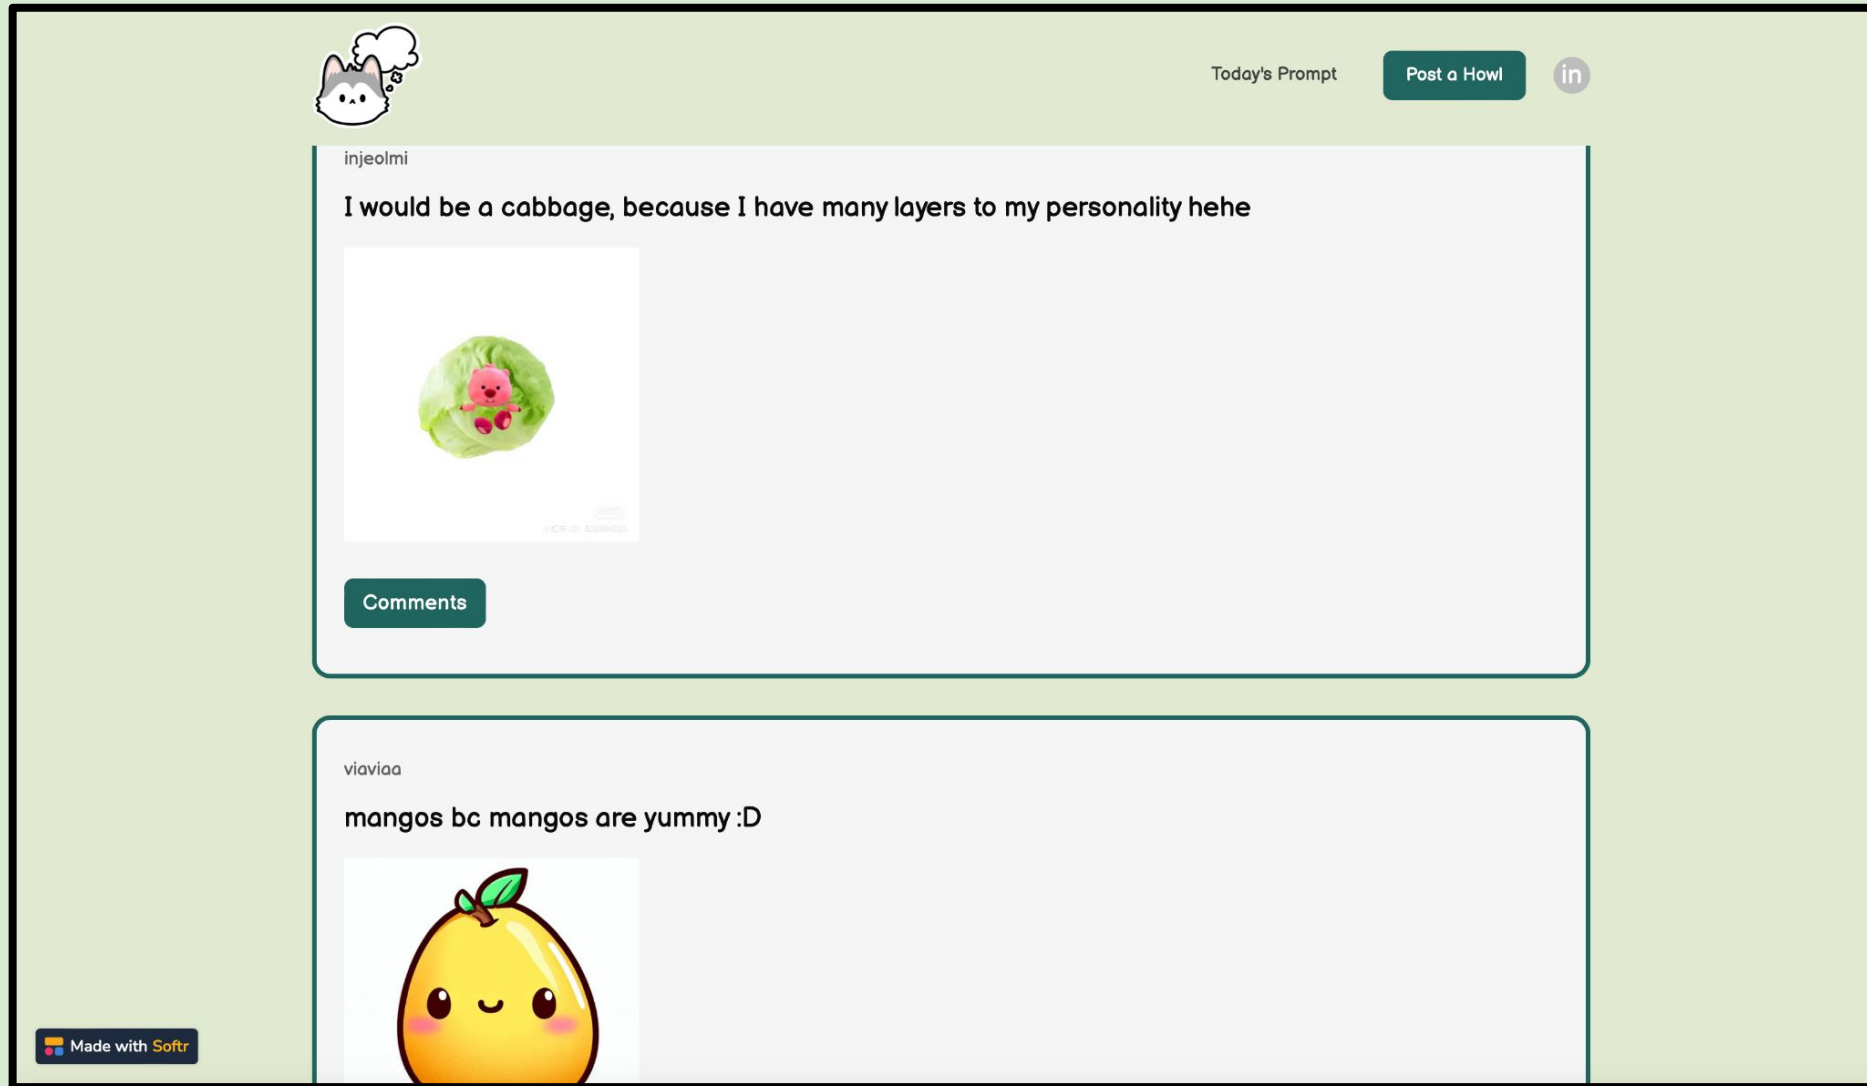 Today's Prompt
Post a Howl
in
injeolmi
I would be a cabbage, because I have many layers to my personality hehe
Comments
viaviaa
mangos bc mangos are yummy :D
Made with Softr